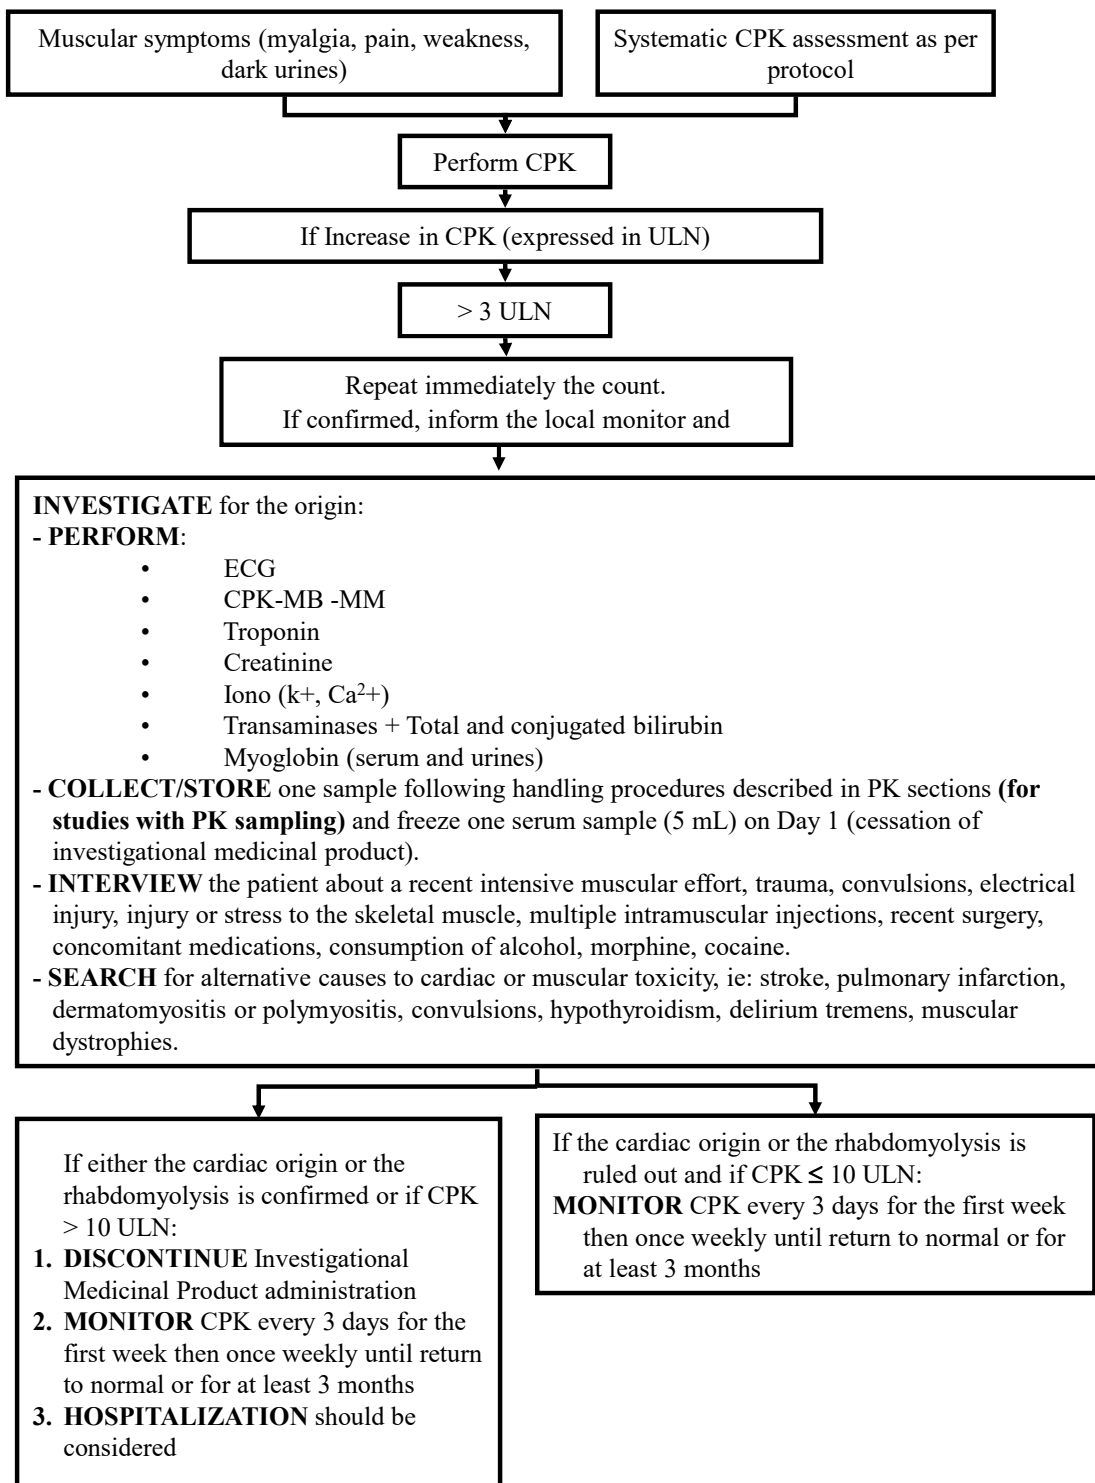 Muscular symptoms (myalgia, pain, weakness,
dark urines)
Systematic CPK assessment as per
protocol
Perform CPK
If Increase in CPK (expressed in ULN)
> 3 ULN
Repeat immediately the count.
If confirmed, inform the local monitor and
INVESTIGATE for the origin:
- PERFORM:
• ECG
• CPK-MB -MM
• Troponin
• Creatinine
• Iono (k+, Ca²+)
• Transaminases + Total and conjugated bilirubin
• Myoglobin (serum and urines)
- COLLECT/STORE one sample following handling procedures described in PK sections (for
studies with PK sampling) and freeze one serum sample (5 mL) on Day 1 (cessation of
investigational medicinal product).
- INTERVIEW the patient about a recent intensive muscular effort, trauma, convulsions, electrical
injury, injury or stress to the skeletal muscle, multiple intramuscular injections, recent surgery,
concomitant medications, consumption of alcohol, morphine, cocaine.
- SEARCH for alternative causes to cardiac or muscular toxicity, ie: stroke, pulmonary infarction,
dermatomyositis or polymyositis, convulsions, hypothyroidism, delirium tremens, muscular
dystrophies.
If either the cardiac origin or the
rhabdomyolysis is confirmed or if CPK
> 10 ULN:
1. DISCONTINUE Investigational
Medicinal Product administration
2. MONITOR CPK every 3 days for the
first week then once weekly until return
to normal or for at least 3 months
3. HOSPITALIZATION should be
considered
If the cardiac origin or the rhabdomyolysis is
ruled out and if CPK ≤ 10 ULN:
MONITOR CPK every 3 days for the first week
then once weekly until return to normal or for
at least 3 months